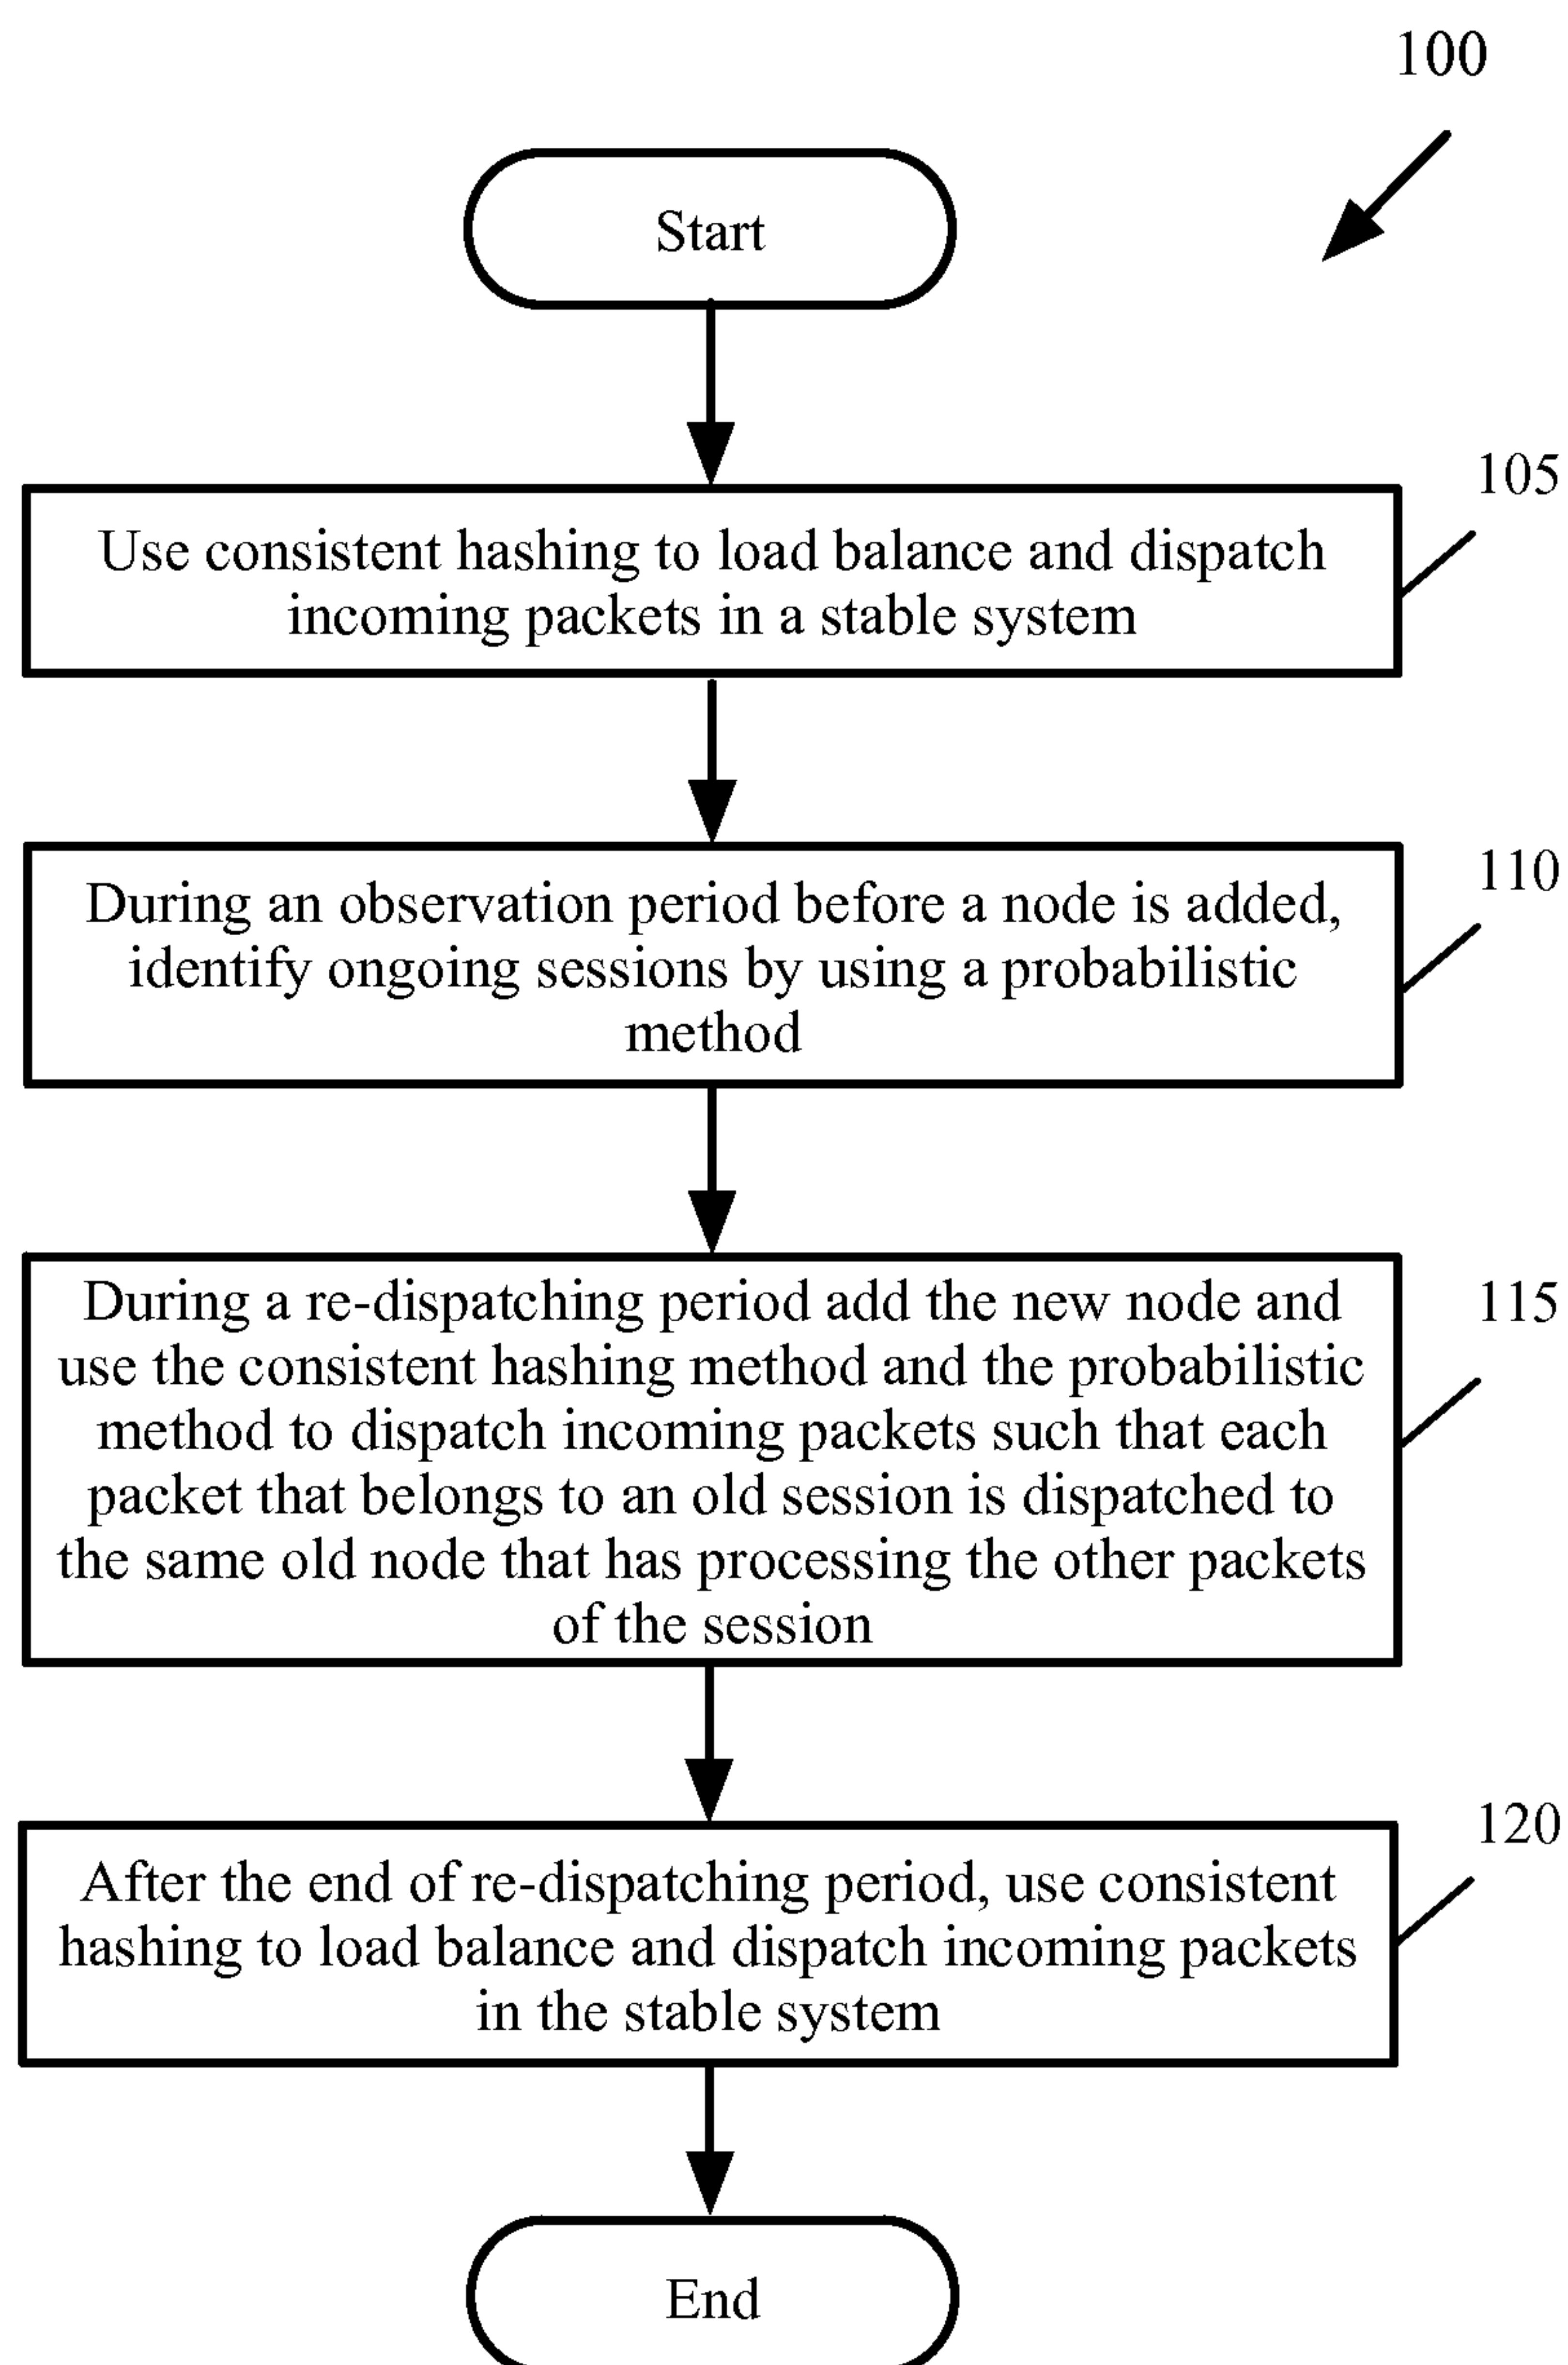 100
Start
105
Use consistent hashing to load balance and dispatch
incoming packets in a stable system
110
During an observation period before a node is added,
identify ongoing sessions by using a probabilistic
method
115
During a re-dispatching period add the new node and
use the consistent hashing method and the probabilistic
method to dispatch incoming packets such that each
packet that belongs to an old session is dispatched to
the same old node that has processing the other packets
of the session
120
After the end of re-dispatching period, use consistent
hashing to load balance and dispatch incoming packets
in the stable system
End